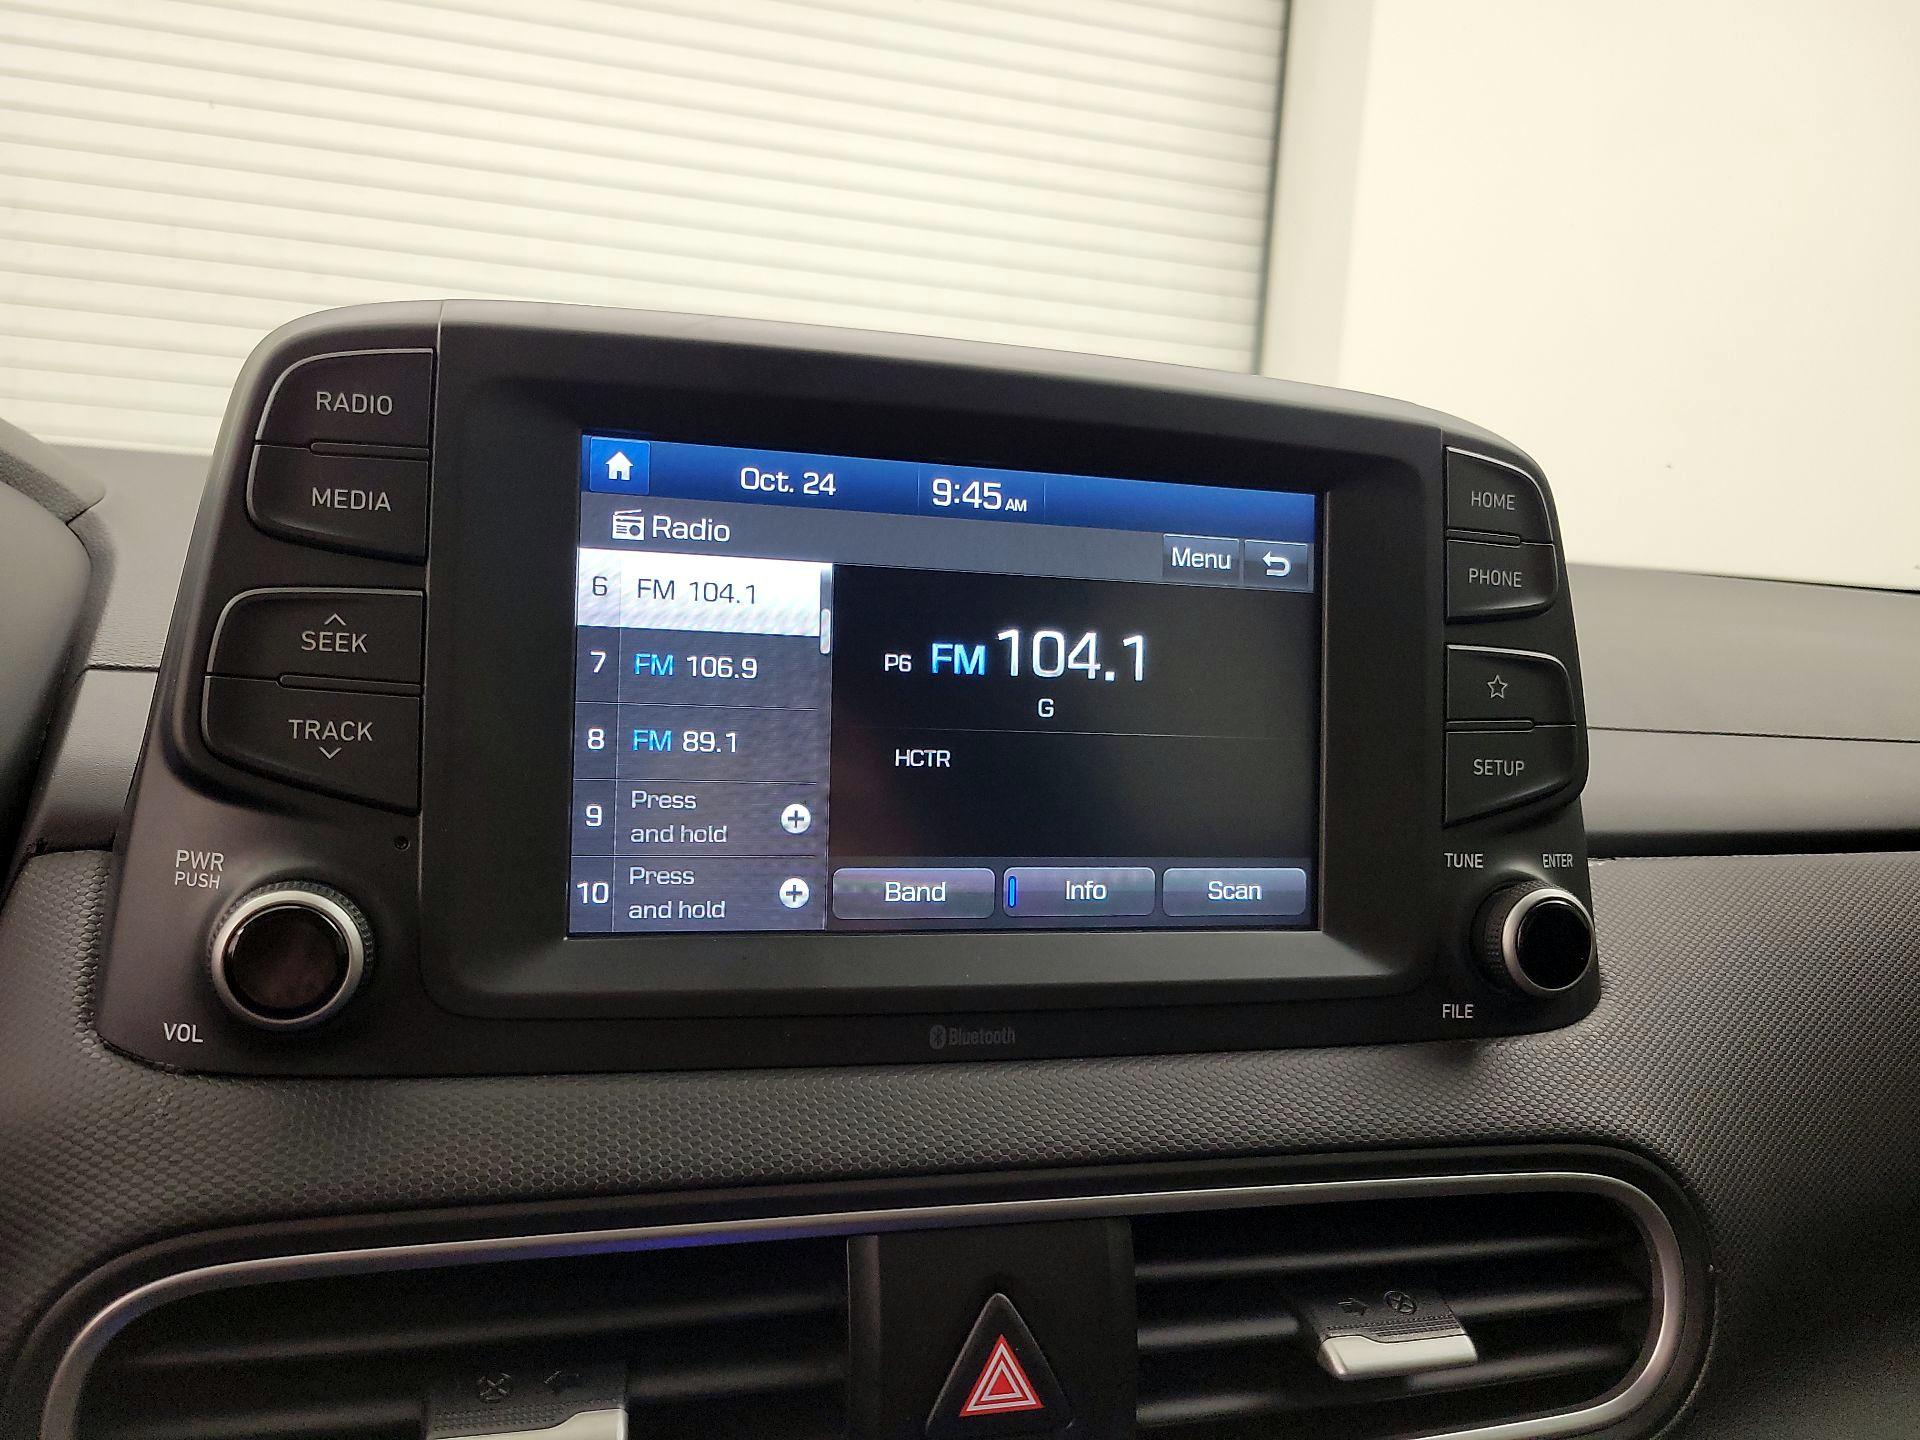 RADIO
MEDIA
SEEK
TRACK
PWR
PUSH
VOL
Oct. 24
9:45 AM
Radio
Menu
6 FM 104.1
7 FM 106.9
8 FM 89.1
9 Press
and hold
10 Press
and hold
P6 FM 104.1
G
HCTR
Band
Info
Scan
HOME
PHONE
SETUP
TUNE
ENTER
FILE
Bluetooth